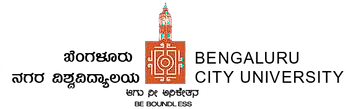 ಬೆಂಗಳೂರು
ನಗರ ವಿಶ್ವವಿದ್ಯಾಲಯ
BENGALURU
CITY UNIVERSITY
ಆಗು ನೀ ಅನಿಕೇತನ
BE BOUNDLESS